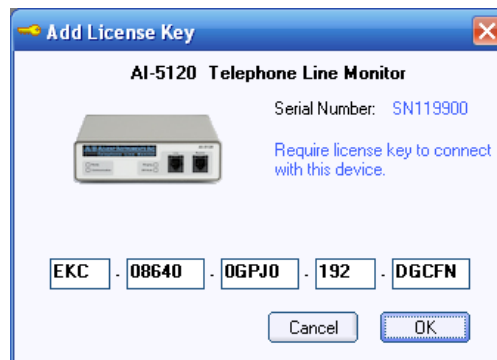 Add License Key
AI-5120 Telephone Line Monitor
Serial Number: SN119900
Require license key to connect
with this device.
EKC . 08640 . 0GPJ0 . 192 . DGCFN
Cancel OK